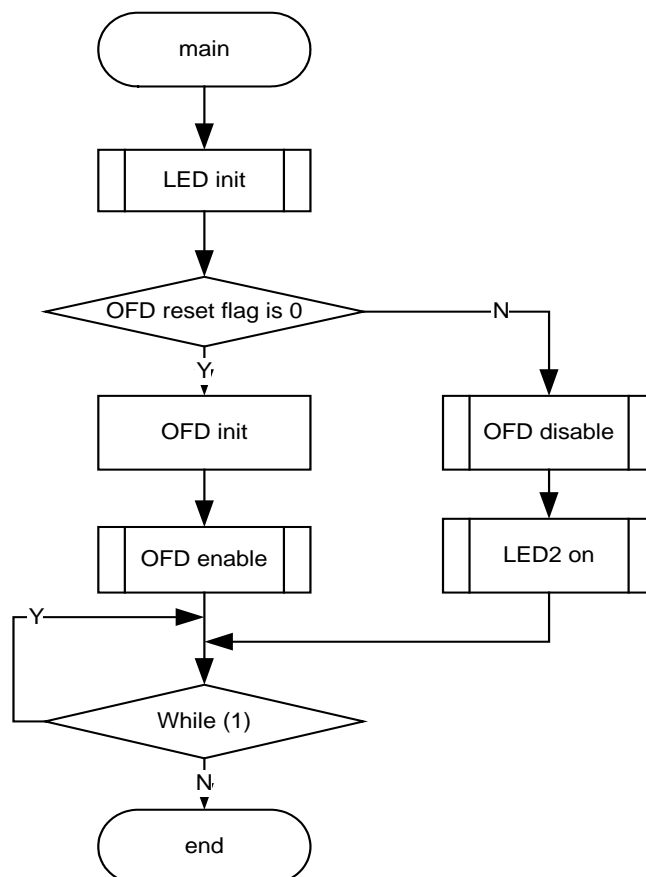 main
LED init
OFD reset flag is 0
N
Y
OFD init
OFD disable
OFD enable
LED2 on
Y
While (1)
N
end